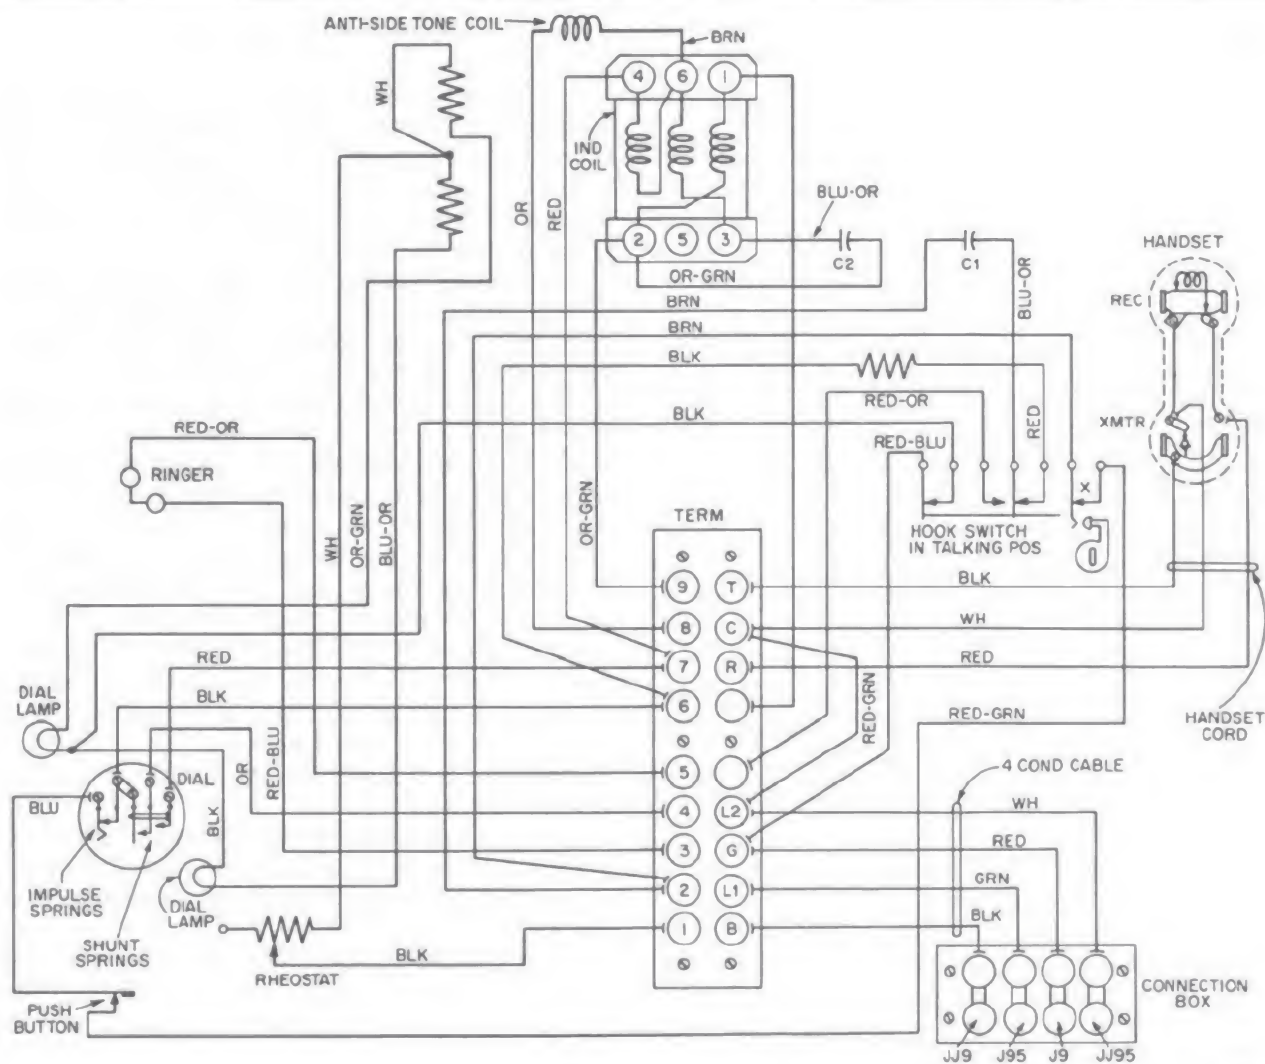 ANTI-SIDE TONE COIL
BRN
WH
4 6 1
IND
COIL
OR
RED
BLU-OR
2 5 3
C2
C1
OR-GRN
BLU-OR
HANDSET
REC
BRN
BRN
BLK
RED-OR
RED
BLK
XMTR
RED-OR
RED-BLU
RINGER
X
WH
OR-GRN
BLU-OR
OR-GRN
TERM
HOOK SWITCH
IN TALKING POS
9 T
BLK
8 C
WH
RED
7 R
RED
DIAL
LAMP
BLK
6
RED-GRN
RED-GRN
HANDSET
CORD
OR
RED-BLU
DIAL
5
4 COND CABLE
BLU
BLK
4 L2
WH
3 G
RED
IMPULSE
SPRINGS
DIAL
LAMP
2 L1
GRN
SHUNT
SPRINGS
1 B
BLK
BLK
RHEOSTAT
PUSH
BUTTON
CONNECTION
BOX
JJ9 J95 J9 JJ95